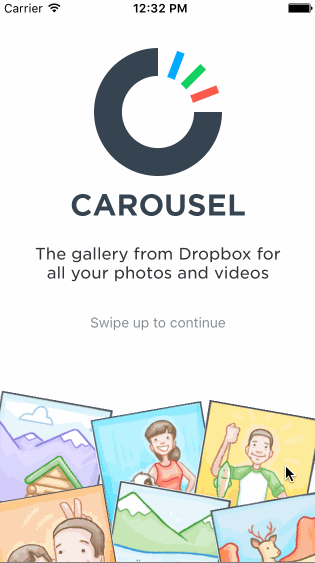 Carrier 12:32 PM
CAROUSEL
The gallery from Dropbox for
all your photos and videos
Swipe up to continue